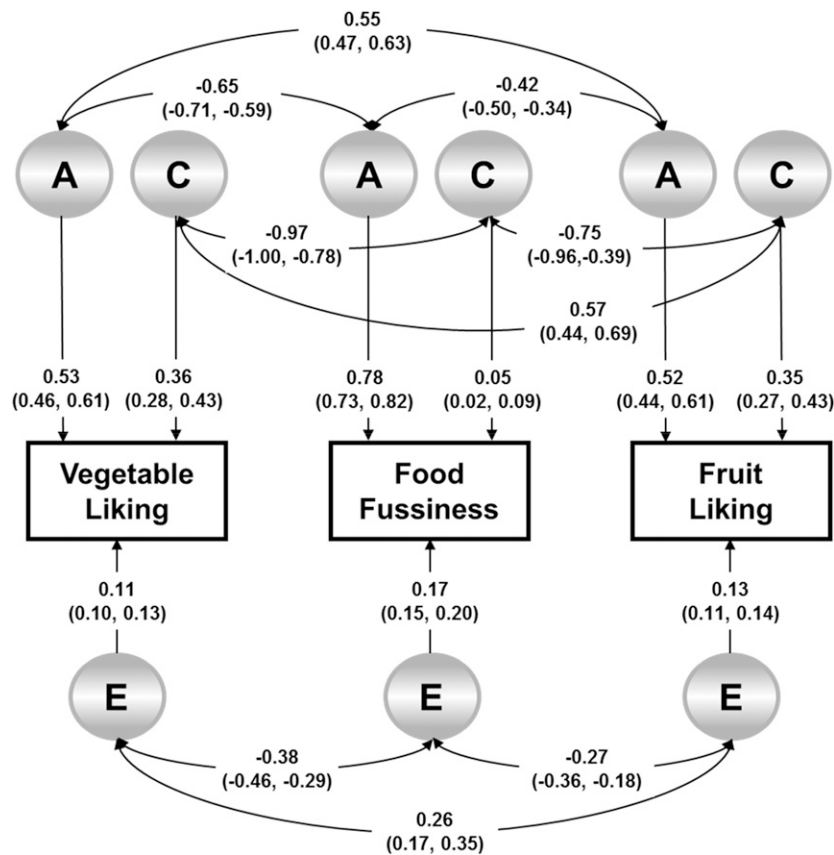 0.55
(0.47, 0.63)
-0.65
(-0.71, -0.59)
-0.42
(-0.50, -0.34)
A
C
A
C
A
C
-0.97
(-1.00, -0.78)
-0.75
(-0.96,-0.39)
0.57
(0.44, 0.69)
0.53
(0.46, 0.61)
0.36
(0.28, 0.43)
0.78
(0.73, 0.82)
0.05
(0.02, 0.09)
0.52
(0.44, 0.61)
0.35
(0.27, 0.43)
Vegetable
Liking
Food
Fussiness
Fruit
Liking
0.11
(0.10, 0.13)
0.17
(0.15, 0.20)
0.13
(0.11, 0.14)
E
E
E
-0.38
(-0.46, -0.29)
-0.27
(-0.36, -0.18)
0.26
(0.17, 0.35)